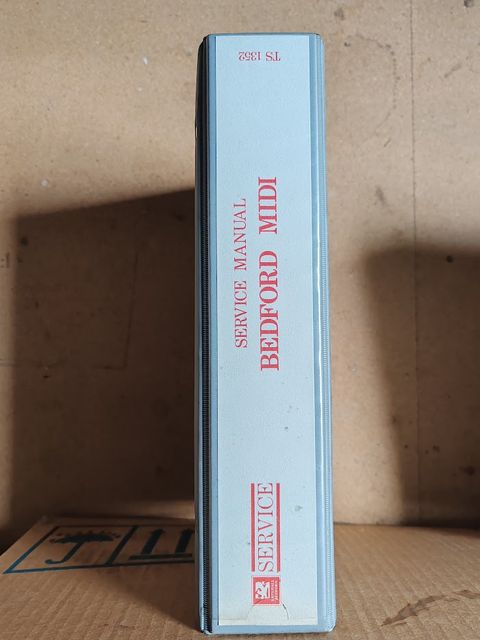 TS 1352
SERVICE MANUAL
BEDFORD MIDI
SERVICE